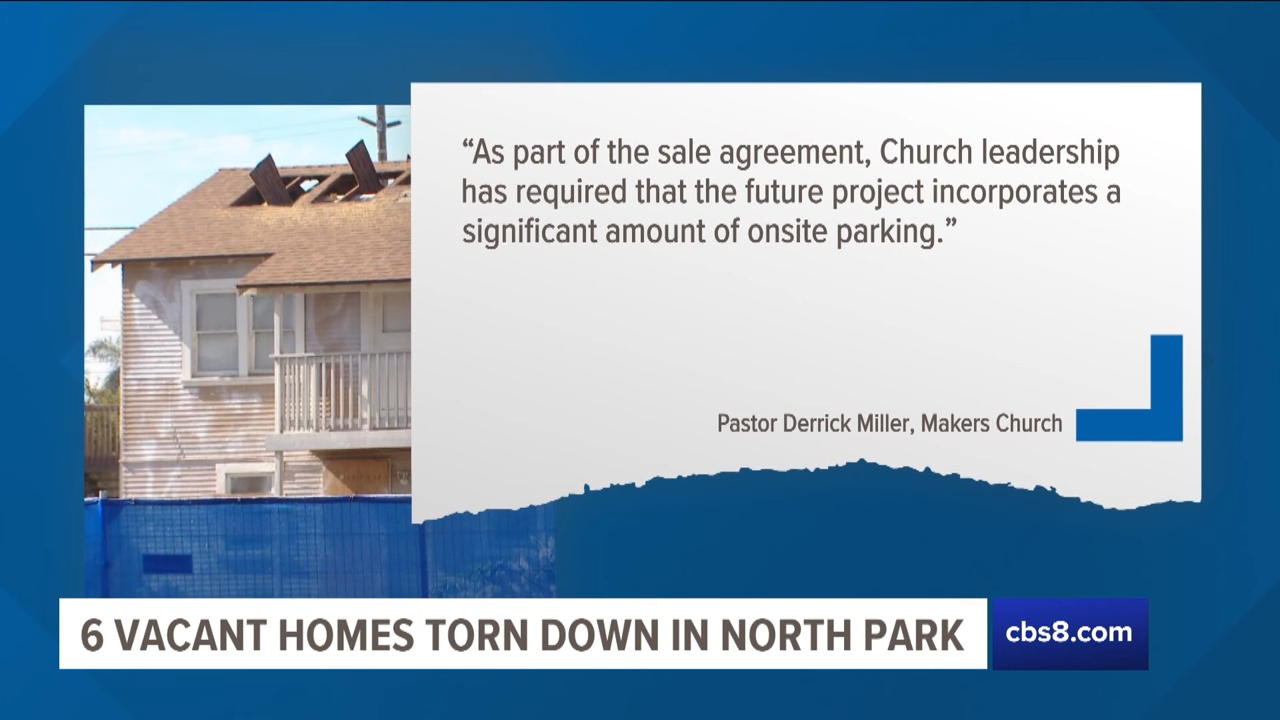 “As part of the sale agreement, Church leadership
has required that the future project incorporates a
significant amount of onsite parking.”
Pastor Derrick Miller, Makers Church
6 VACANT HOMES TORN DOWN IN NORTH PARK
cbs8.com